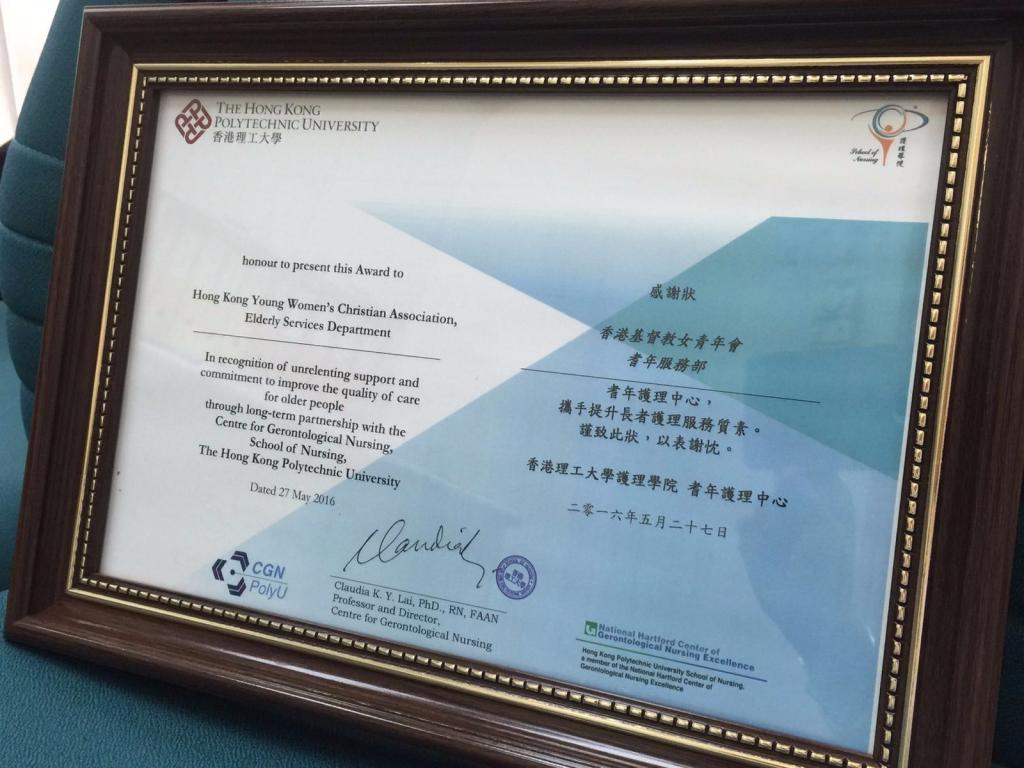 THE HONG KONG
POLYTECHNIC UNIVERSITY
香港理工大學
School of
Nursing
護理學院
honour to present this Award to
Hong Kong Young Women's Christian Association,
Elderly Services Department
In recognition of unrelenting support and
commitment to improve the quality of care
for older people
through long-term partnership with the
Centre for Gerontological Nursing,
School of Nursing,
The Hong Kong Polytechnic University
Dated 27 May 2016
感謝狀
香港基督教女青年會
耆年服務部
耆年護理中心，
攜手提升長者護理服務質素。
謹致此狀，以表謝忱。
香港理工大學護理學院 耆年護理中心
二零一六年五月二十七日
CGN
PolyU
Claudia
Claudia K. Y. Lai, PhD., RN, FAAN
Professor and Director,
Centre for Gerontological Nursing
香港
理工大學
National Hartford Center of
Gerontological Nursing Excellence
Hong Kong Polytechnic University School of Nursing,
a member of the National Hartford Center of
Gerontological Nursing Excellence